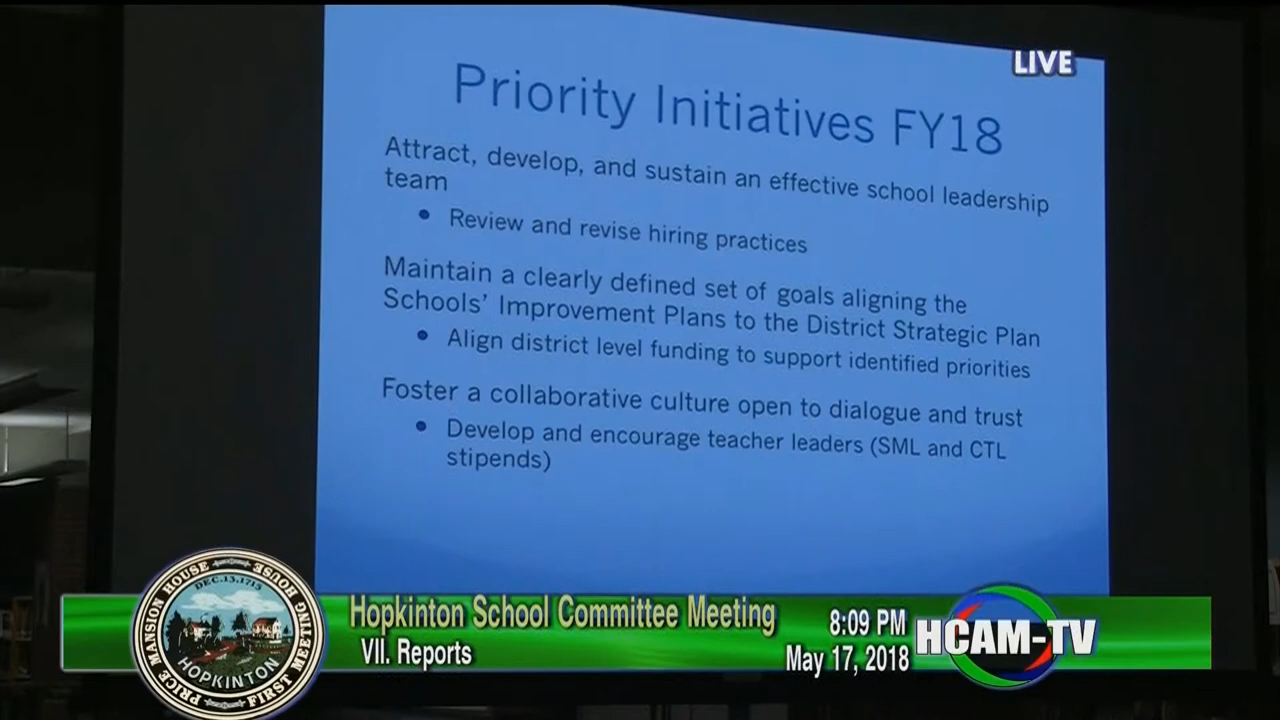 LIVE
Priority Initiatives FY18
Attract, develop, and sustain an effective school leadership
team
• Review and revise hiring practices
Maintain a clearly defined set of goals aligning the
Schools’ Improvement Plans to the District Strategic Plan
• Align district level funding to support identified priorities
Foster a collaborative culture open to dialogue and trust
• Develop and encourage teacher leaders (SML and CTL
stipends)
Hopkinton School Committee Meeting
VII. Reports
8:09 PM
May 17, 2018
HCAM-TV
PRICE MANSION HOUSE
FIRST MEETING HOUSE
DEC.13.1715
HOPKINTON